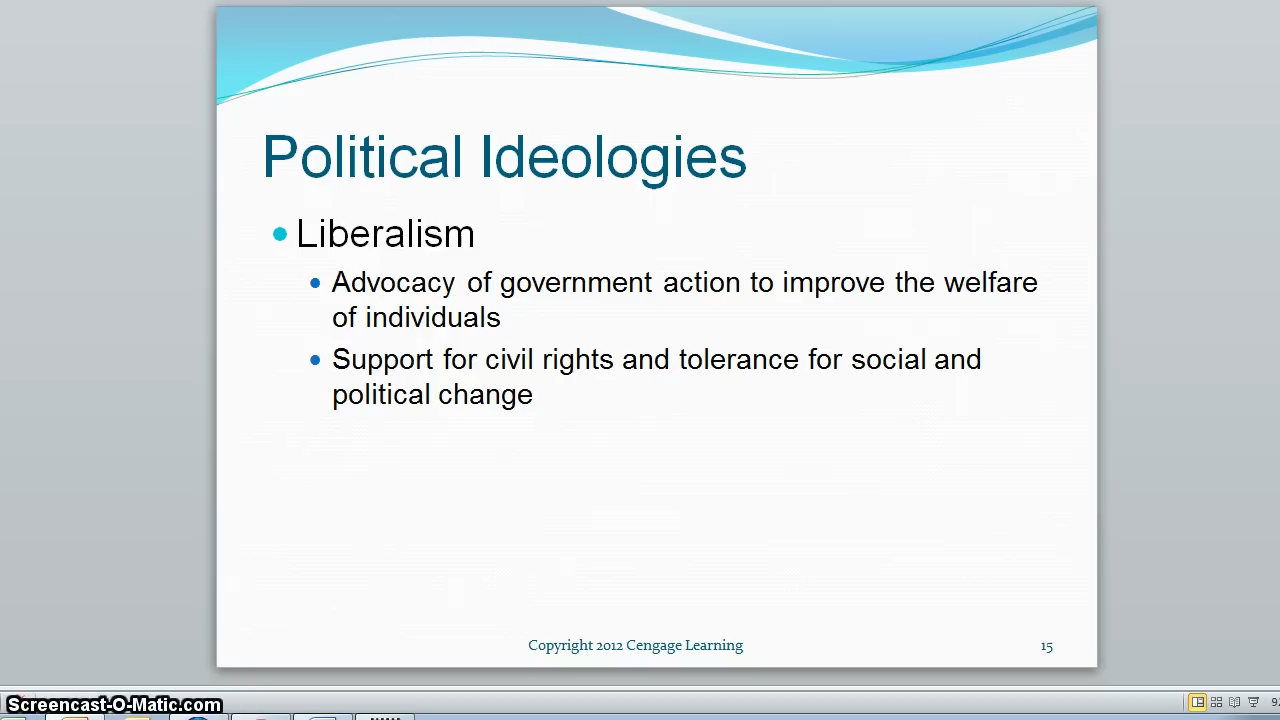 Political Ideologies
Liberalism
Advocacy of government action to improve the welfare
of individuals
Support for civil rights and tolerance for social and
political change
Copyright 2012 Cengage Learning
15
Screencast-O-Matic.com